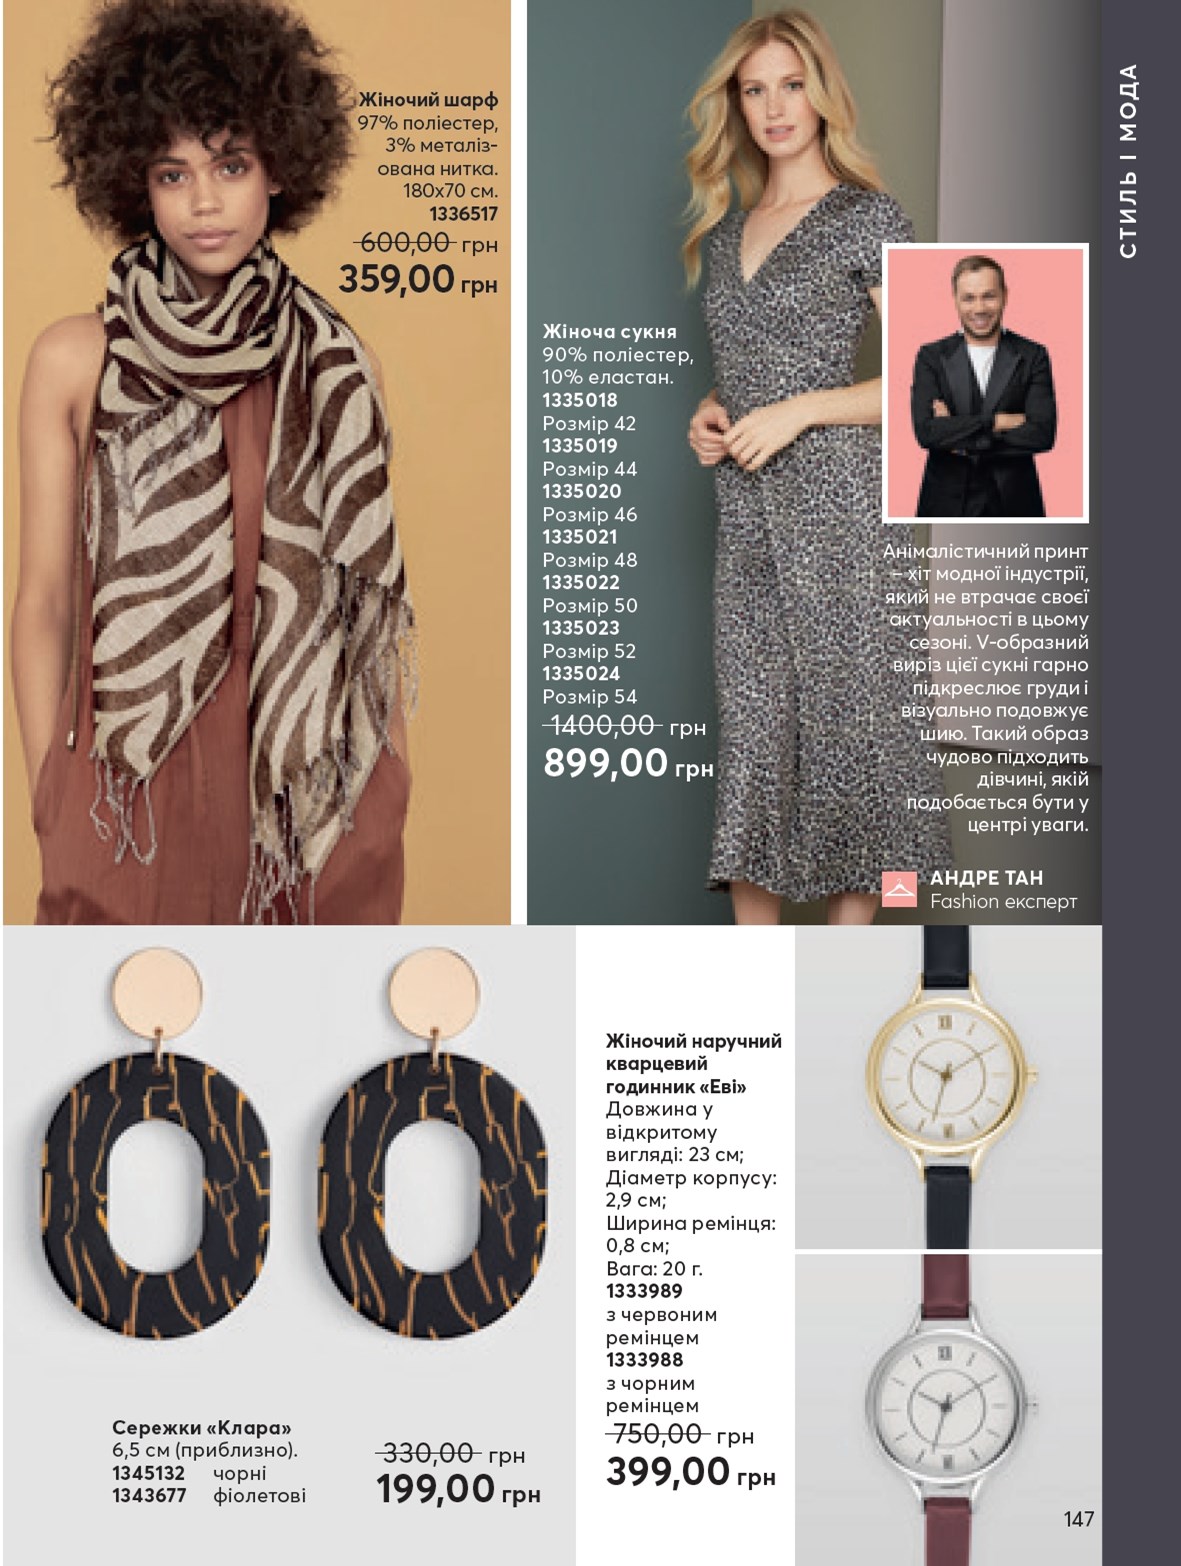 Жіночий шарф
97% поліестер,
3% металіз-
ована нитка.
180х70 см.
1336517
600,00 грн
359,00 грн
СТИЛЬ І МОДА
Жіноча сукня
90% поліестер,
10% еластан.
1335018
Розмір 42
1335019
Розмір 44
1335020
Розмір 46
1335021
Розмір 48
1335022
Розмір 50
1335023
Розмір 52
1335024
Розмір 54
1400,00 грн
899,00 грн
Анімалістичний принт
– хіт модної індустрії,
який не втрачає своєї
актуальності в цьому
сезоні. V-образний
виріз цієї сукні гарно
підкреслює груди і
візуально подовжує
шию. Такий образ
чудово підходить
дівчині, якій
подобається бути у
центрі уваги.
АНДРЕ ТАН
Fashion експерт
Сережки «Клара»
6,5 см (приблизно).
1345132 чорні
1343677 фіолетові
330,00 грн
199,00 грн
Жіночий наручний
кварцевий
годинник «Еві»
Довжина у
відкритому
вигляді: 23 см;
Діаметр корпусу:
2,9 см;
Ширина ремінця:
0,8 см;
Вага: 20 г.
1333989
з червоним
ремінцем
1333988
з чорним
ремінцем
750,00 грн
399,00 грн
147